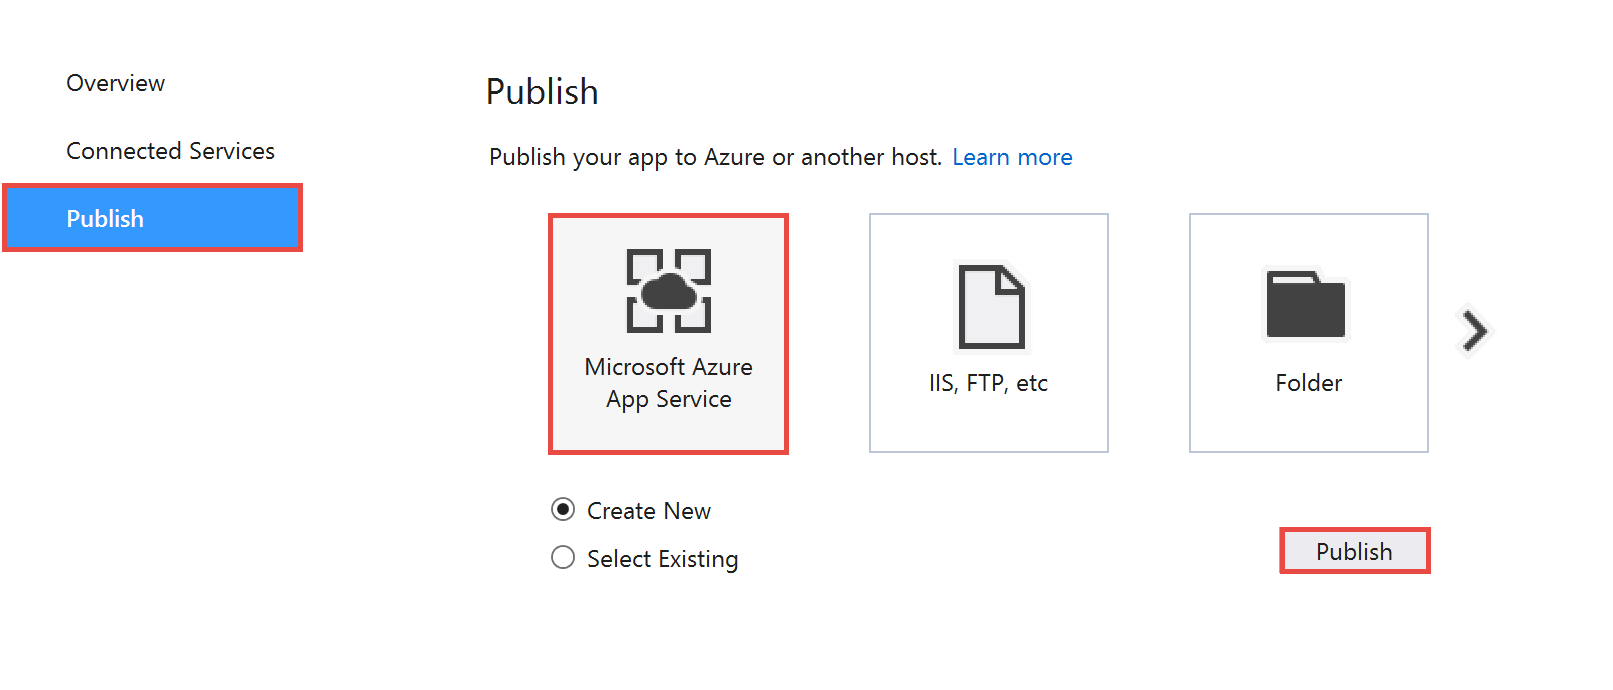 Overview
Connected Services
Publish
Publish
Publish your app to Azure or another host. Learn more
Microsoft Azure
App Service
IIS, FTP, etc
Folder
Create New
Select Existing
Publish